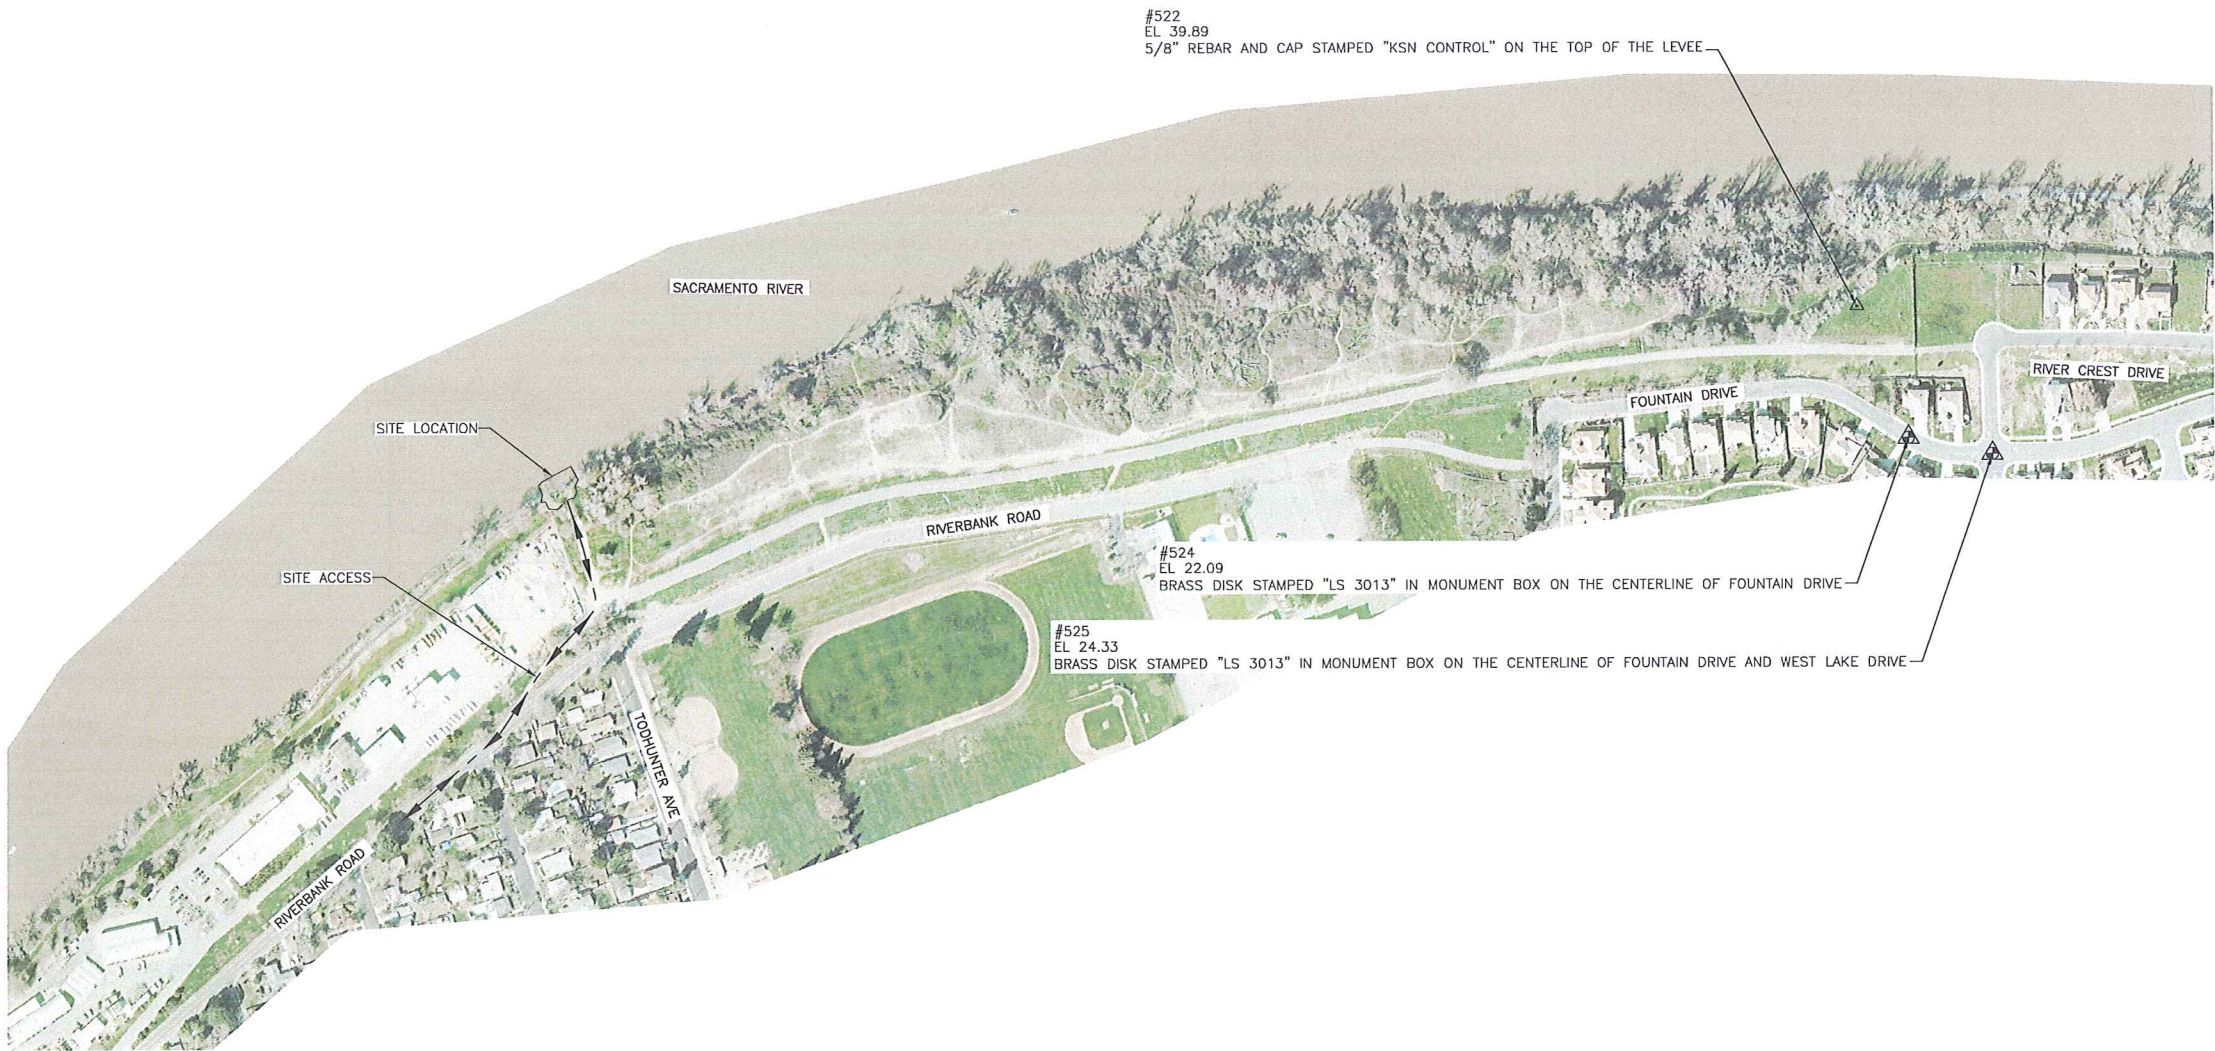 #522
EL 39.89
5/8" REBAR AND CAP STAMPED "KSN CONTROL" ON THE TOP OF THE LEVEE
SACRAMENTO RIVER
RIVER CREST DRIVE
FOUNTAIN DRIVE
SITE LOCATION
RIVERBANK ROAD
#524
EL 22.09
BRASS DISK STAMPED "LS 3013" IN MONUMENT BOX ON THE CENTERLINE OF FOUNTAIN DRIVE
SITE ACCESS
#525
EL 24.33
BRASS DISK STAMPED "LS 3013" IN MONUMENT BOX ON THE CENTERLINE OF FOUNTAIN DRIVE AND WEST LAKE DRIVE
TODHUNTER AVE
RIVERBANK ROAD